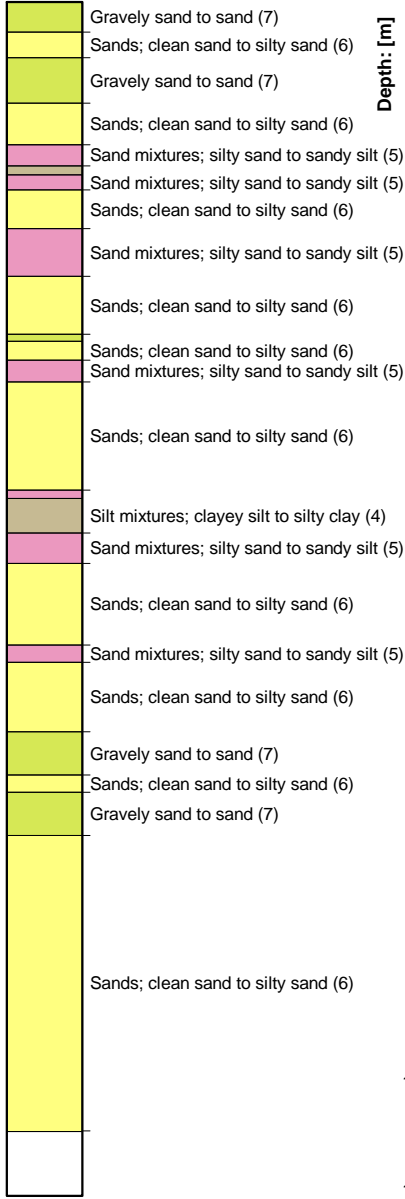 Gravely sand to sand (7)
Sands; clean sand to silty sand (6)
Gravely sand to sand (7)
Depth: [m]
Sands; clean sand to silty sand (6)
Sand mixtures; silty sand to sandy silt (5)
Sand mixtures; silty sand to sandy silt (5)
Sands; clean sand to silty sand (6)
Sand mixtures; silty sand to sandy silt (5)
Sands; clean sand to silty sand (6)
Sands; clean sand to silty sand (6)
Sand mixtures; silty sand to sandy silt (5)
Sands; clean sand to silty sand (6)
Silt mixtures; clayey silt to silty clay (4)
Sand mixtures; silty sand to sandy silt (5)
Sands; clean sand to silty sand (6)
Sand mixtures; silty sand to sandy silt (5)
Sands; clean sand to silty sand (6)
Gravely sand to sand (7)
Sands; clean sand to silty sand (6)
Gravely sand to sand (7)
Sands; clean sand to silty sand (6)